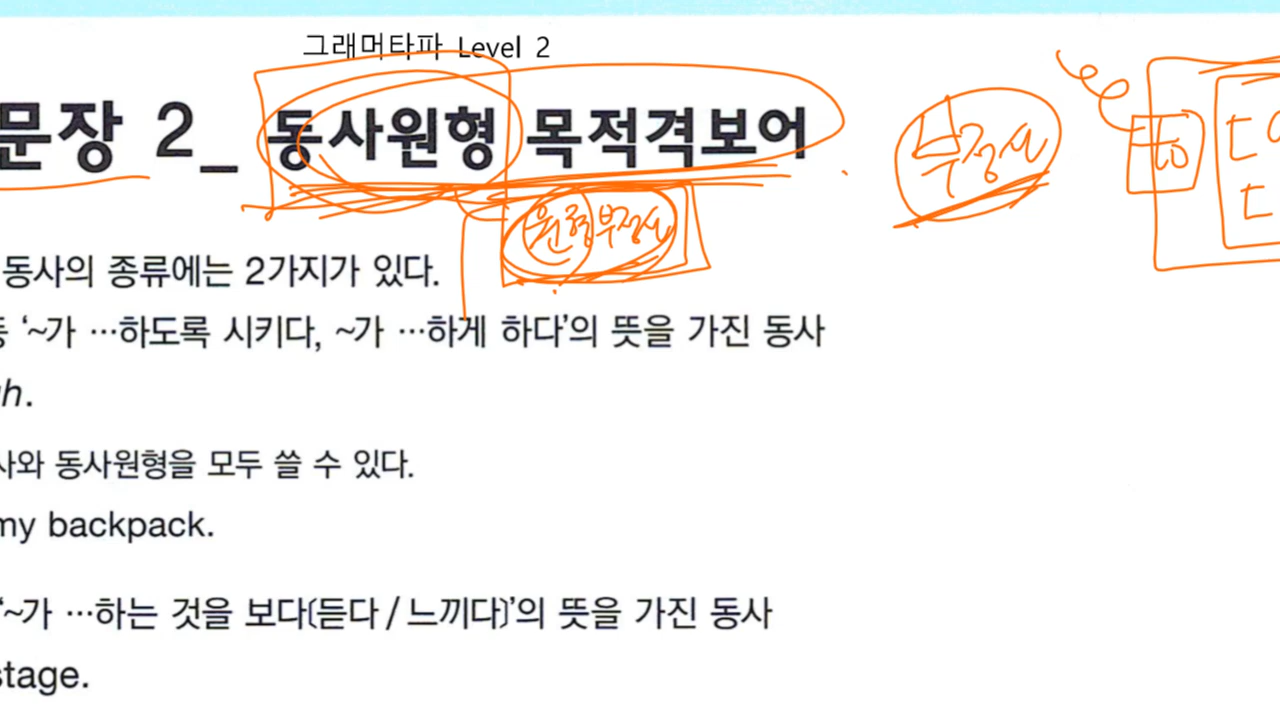 그래머타파 Level 2
문장 2_ 동사원형 목적격보어
부정사
to
원형부정사
동사의 종류에는 2가지가 있다.
‘~가 …하도록 시키다, ~가 …하게 하다’의 뜻을 가진 동사
h.
와 동사원형을 모두 쓸 수 있다.
my backpack.
‘~가 …하는 것을 보다(듣다 / 느끼다)’의 뜻을 가진 동사
stage.